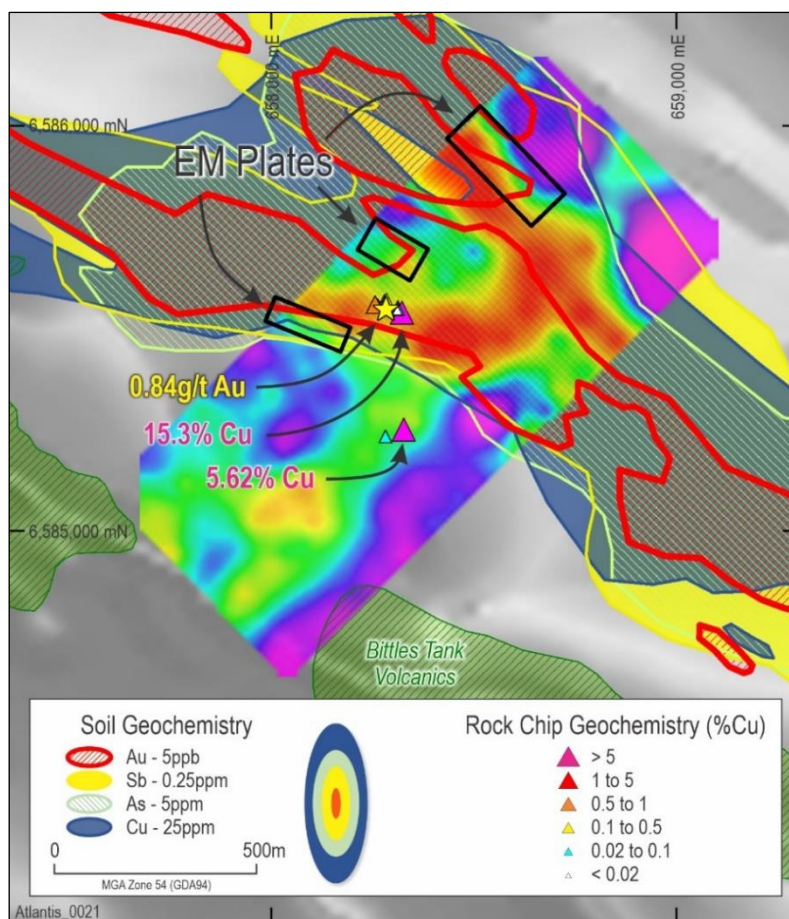 658,000 mE
659,000 mE
6,586,000 mN
EM Plates
0.84g/t Au
15.3% Cu
5.62% Cu
6,585,000 mN
Bittles Tank
Volcanics
Soil Geochemistry
Au - 5ppb
Sb - 0.25ppm
As - 5ppm
Cu - 25ppm
0 500m
MGA Zone 54 (GDA94)
Rock Chip Geochemistry (%Cu)
> 5
1 to 5
0.5 to 1
0.1 to 0.5
0.02 to 0.1
< 0.02
Atlantis_0021